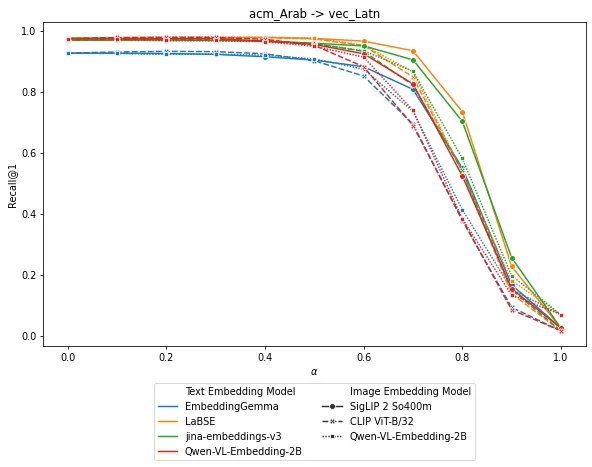 acm_Arab -> vec_Latn
1.0
0.8
0.6
0.4
0.2
0.0
Recall@1
0.0 0.2 0.4 0.6 0.8 1.0
α
Text Embedding Model
EmbeddingGemma
LaBSE
jina-embeddings-v3
Qwen-VL-Embedding-2B
Image Embedding Model
SigLIP 2 So400m
CLIP ViT-B/32
Qwen-VL-Embedding-2B